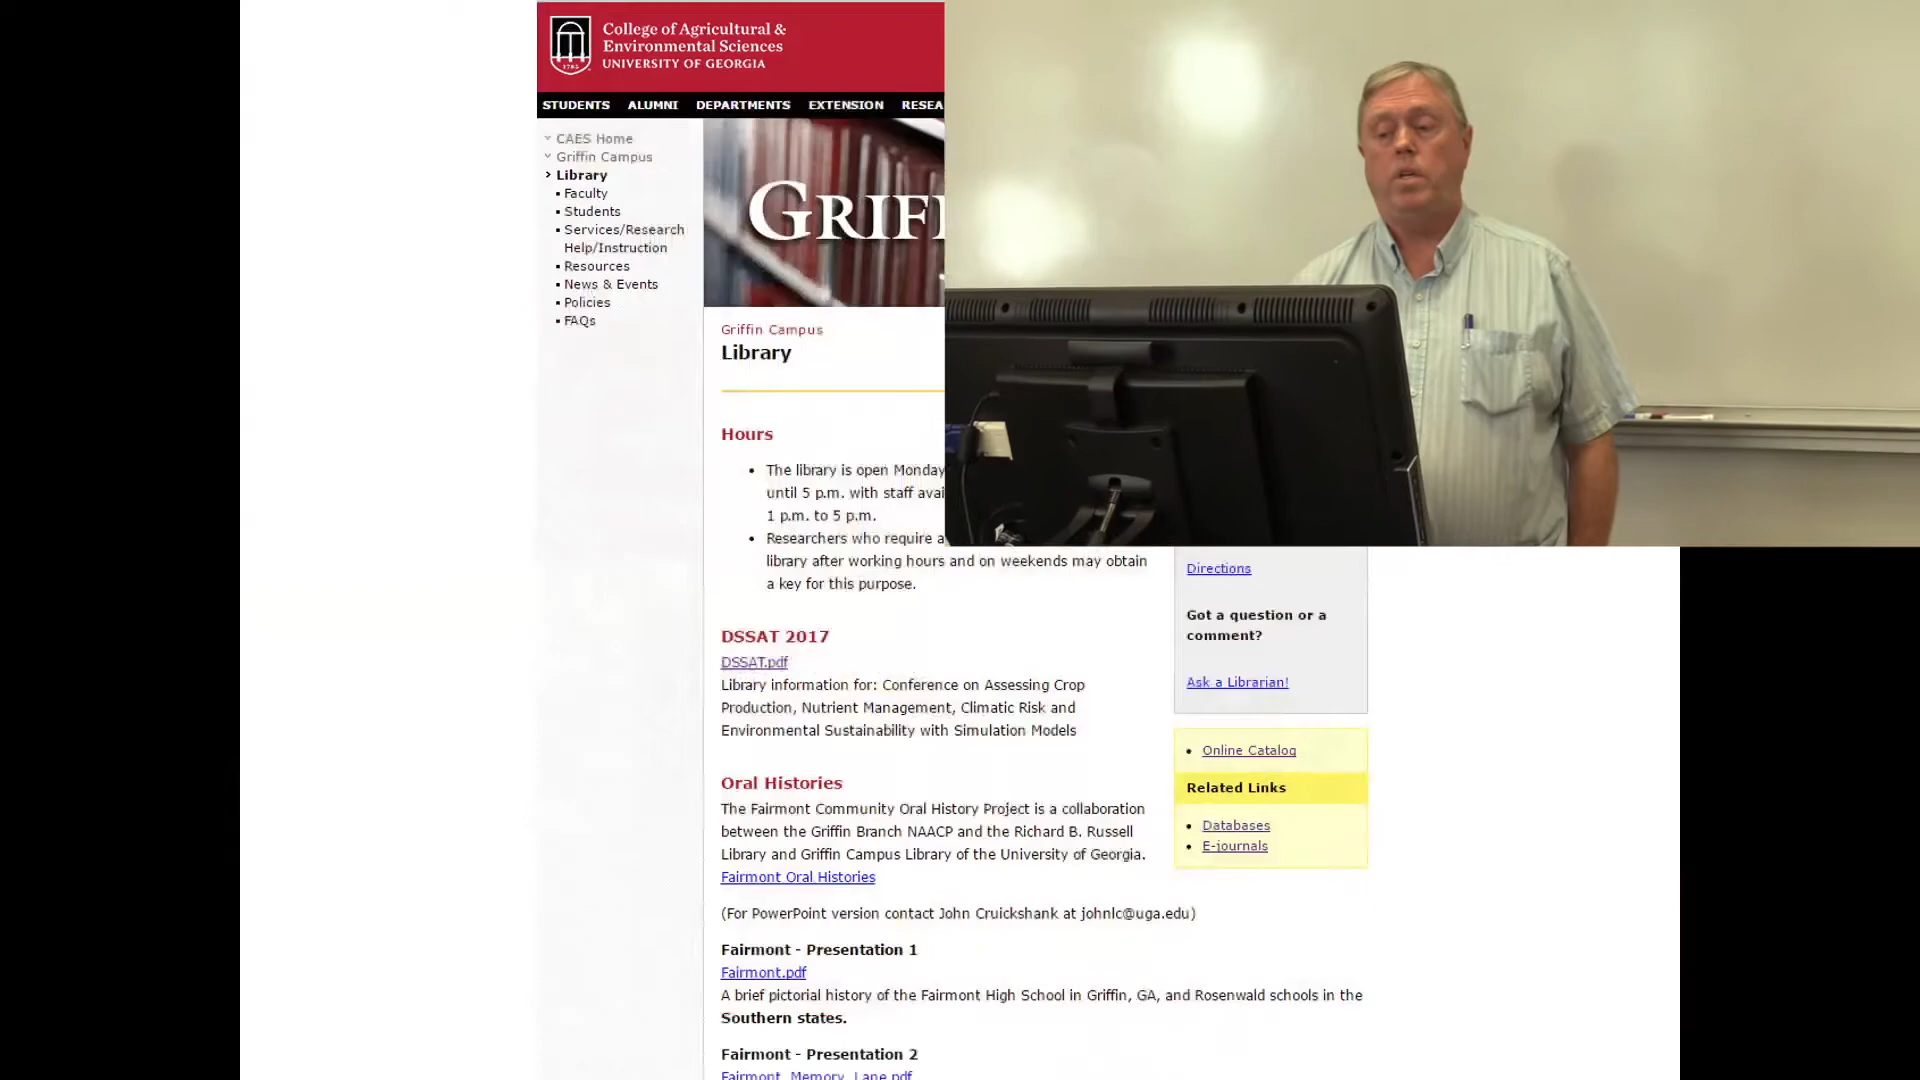 College of Agricultural &
Environmental Sciences
UNIVERSITY OF GEORGIA
1785
STUDENTS ALUMNI DEPARTMENTS EXTENSION RESEA
CAES Home
Griffin Campus
Library
Faculty
Students
Services/Research
Help/Instruction
Resources
News & Events
Policies
FAQs
GRIF
Griffin Campus
Library
Hours
The library is open Monday
until 5 p.m. with staff avai
1 p.m. to 5 p.m.
Researchers who require a
library after working hours and on weekends may obtain
a key for this purpose.
DSSAT 2017
DSSAT.pdf
Library information for: Conference on Assessing Crop
Production, Nutrient Management, Climatic Risk and
Environmental Sustainability with Simulation Models
Oral Histories
The Fairmont Community Oral History Project is a collaboration
between the Griffin Branch NAACP and the Richard B. Russell
Library and Griffin Campus Library of the University of Georgia.
Fairmont Oral Histories
(For PowerPoint version contact John Cruickshank at johnlc@uga.edu)
Fairmont - Presentation 1
Fairmont.pdf
A brief pictorial history of the Fairmont High School in Griffin, GA, and Rosenwald schools in the
Southern states.
Fairmont - Presentation 2
Fairmont_Memory_Lane.pdf
Directions
Got a question or a
comment?
Ask a Librarian!
Online Catalog
Related Links
Databases
E-journals